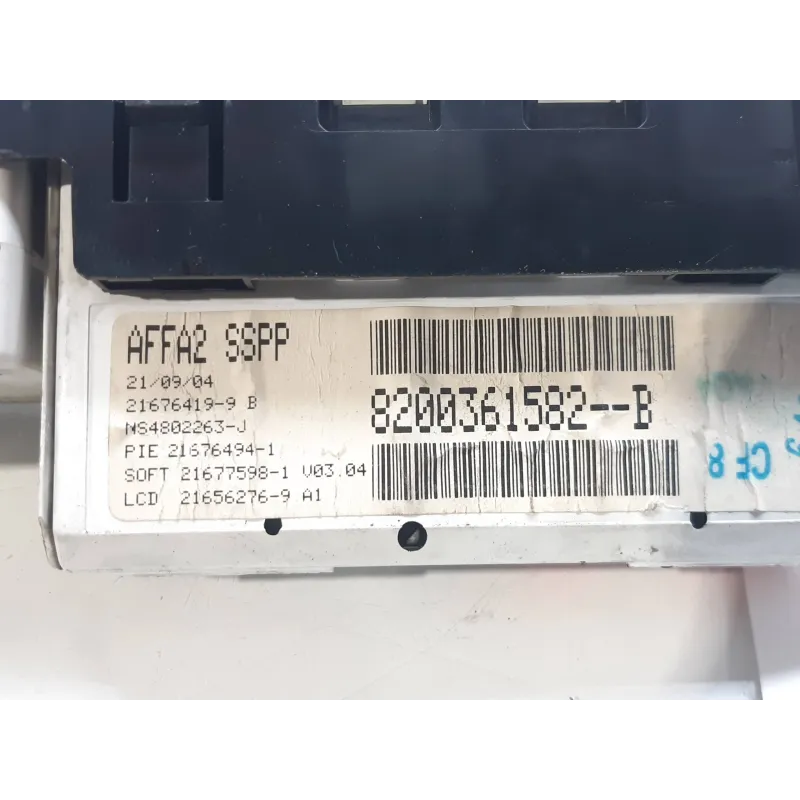 AFFA2 SSPP
21/09/04
21676419-9 B
NS4802263-J
PIE 21676494-1
SOFT 21677598-1 V03.04
LCD 21656276-9 A1
8200361582--B
CF8